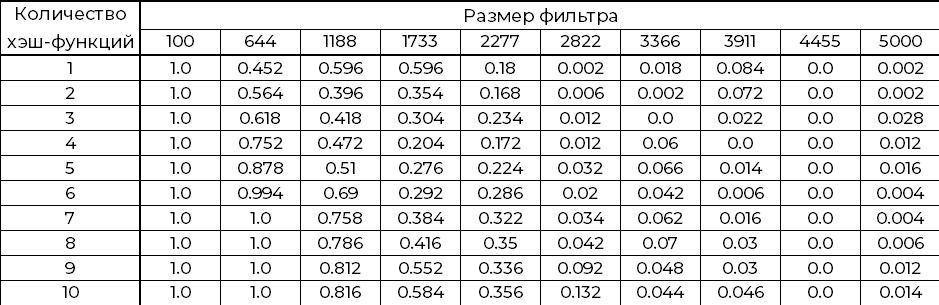 Количество Размер фильтра
хэш-функций 100 644 1188 1733 2277 2822 3366 3911 4455 5000
1 1.0 0.452 0.596 0.596 0.18 0.002 0.018 0.084 0.0 0.002
2 1.0 0.564 0.396 0.354 0.168 0.006 0.002 0.072 0.0 0.002
3 1.0 0.618 0.418 0.304 0.234 0.012 0.0 0.022 0.0 0.028
4 1.0 0.752 0.472 0.204 0.172 0.012 0.06 0.0 0.0 0.012
5 1.0 0.878 0.51 0.276 0.224 0.032 0.066 0.014 0.0 0.016
6 1.0 0.994 0.69 0.292 0.286 0.02 0.042 0.006 0.0 0.004
7 1.0 1.0 0.758 0.384 0.322 0.034 0.062 0.016 0.0 0.004
8 1.0 1.0 0.786 0.416 0.35 0.042 0.07 0.03 0.0 0.006
9 1.0 1.0 0.812 0.552 0.336 0.092 0.048 0.03 0.0 0.012
10 1.0 1.0 0.816 0.584 0.356 0.132 0.044 0.046 0.0 0.014